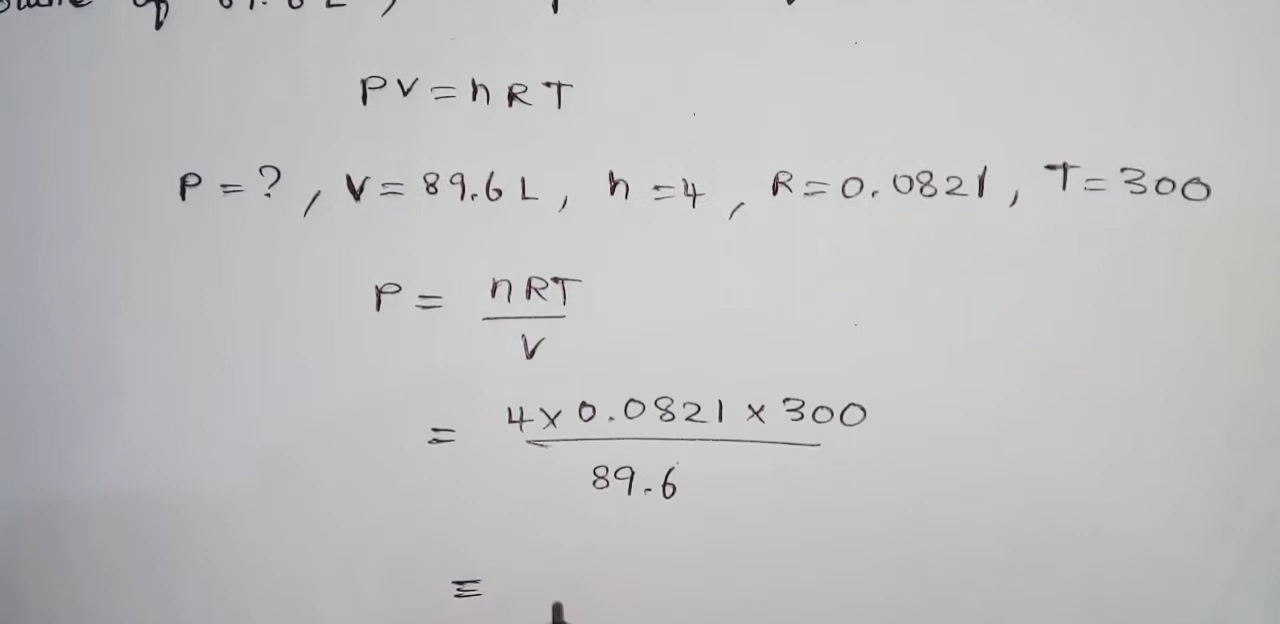 PV = nRT
P = ? , V = 89.6 L , n = 4 , R = 0.0821 , T = 300
P = nRT
V
= 4 x 0.0821 x 300
89.6
=